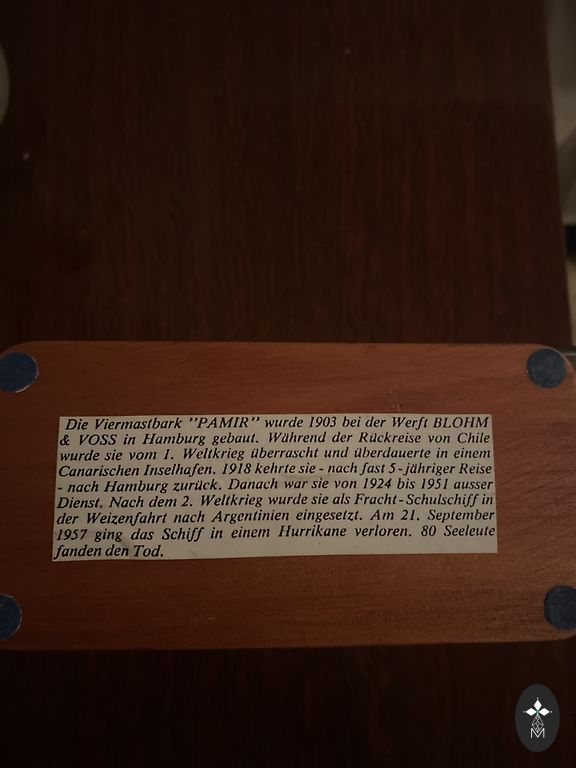 Die Viermastbark "PAMIR" wurde 1903 bei der Werft BLOHM
& VOSS in Hamburg gebaut. Während der Rückreise von Chile
wurde sie vom 1. Weltkrieg überrascht und überdauerte in einem
Canarischen Inselhafen. 1918 kehrte sie - nach fast 5-jähriger Reise
- nach Hamburg zurück. Danach war sie von 1924 bis 1951 ausser
Dienst. Nach dem 2. Weltkrieg wurde sie als Fracht-Schulschiff in
der Weizenfahrt nach Argentinien eingesetzt. Am 21. September
1957 ging das Schiff in einem Hurrikane verloren. 80 Seeleute
fanden den Tod.
M